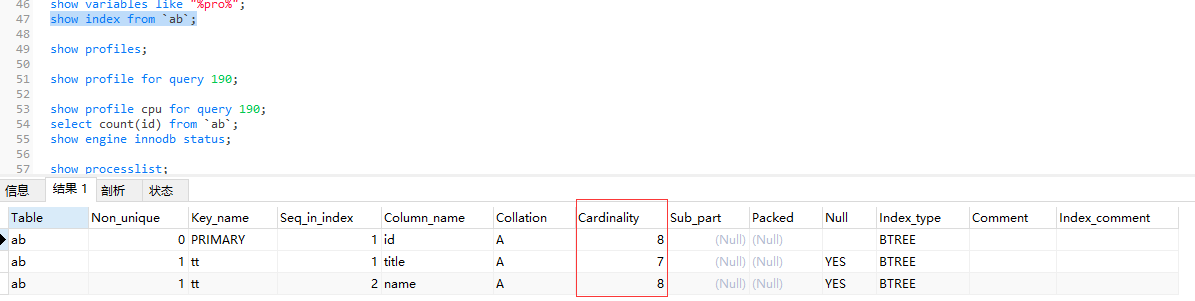 46 show variables like "%pro%";
47 show index from `ab`;
48
49 show profiles;
50
51 show profile for query 190;
52
53 show profile cpu for query 190;
54 select count(id) from `ab`;
55 show engine innodb status;
56
57 show processlist;
信息 结果 1 剖析 状态
Table Non_unique Key_name Seq_in_index Column_name Collation Cardinality Sub_part Packed Null Index_type Comment Index_comment
ab 0 PRIMARY 1 id A 8 (Null) (Null) BTREE
ab 1 tt 1 title A 7 (Null) (Null) YES BTREE
ab 1 tt 2 name A 8 (Null) (Null) YES BTREE